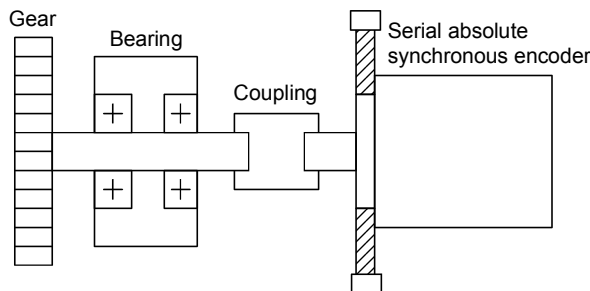 Gear
Bearing
Coupling
Serial absolute
synchronous encoder